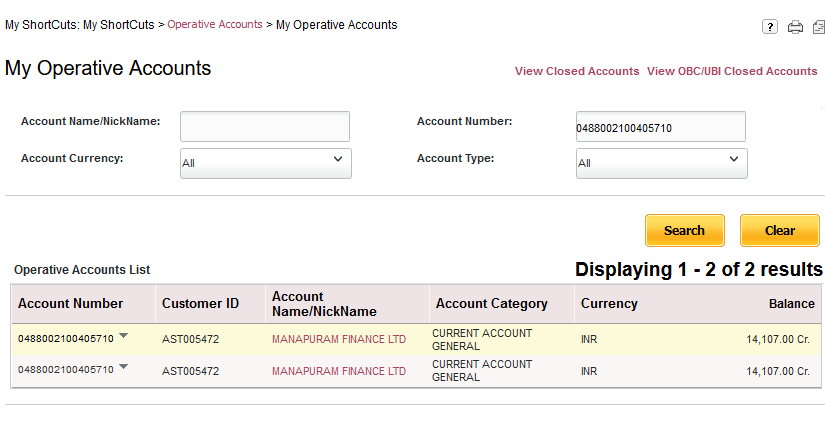 My ShortCuts: My ShortCuts > Operative Accounts > My Operative Accounts
?
My Operative Accounts
View Closed Accounts View OBC/UBI Closed Accounts
Account Name/NickName:
Account Number: 0488002100405710
Account Currency: All
Account Type: All
Search Clear
Operative Accounts List
Displaying 1 - 2 of 2 results
Account Number Customer ID Account Name/NickName Account Category Currency Balance
0488002100405710 AST005472 MANAPURAM FINANCE LTD CURRENT ACCOUNT GENERAL INR 14,107.00 Cr.
0488002100405710 AST005472 MANAPURAM FINANCE LTD CURRENT ACCOUNT GENERAL INR 14,107.00 Cr.